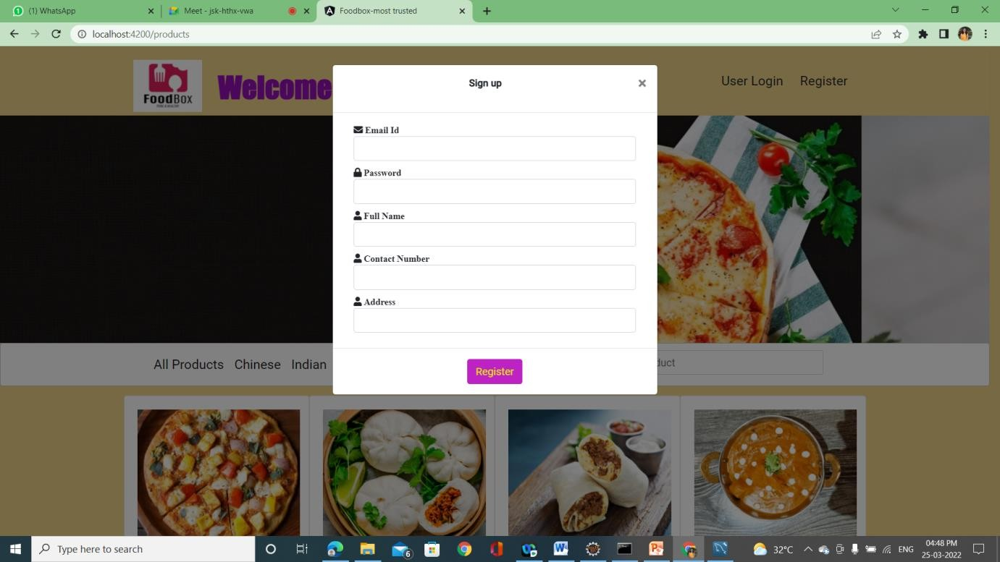 (1) WhatsApp
Meet - jsk-hthx-vwa
Foodbox-most trusted
localhost:4200/products
FoodBox
Welcome
User Login Register
Sign up
Email Id
Password
Full Name
Contact Number
Address
All Products Chinese Indian
duct
Register
Type here to search
6
32°C
ENG
04:48 PM
25-03-2022